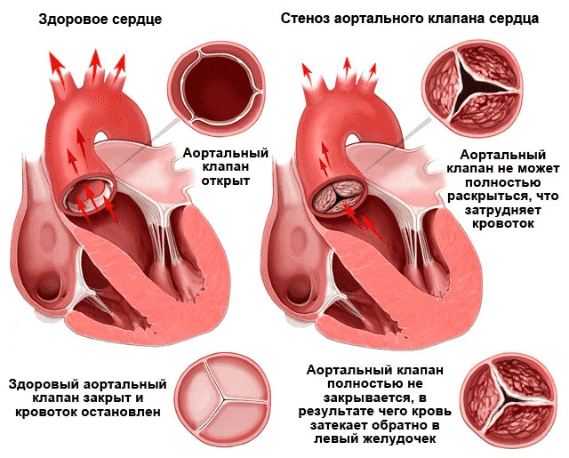 Здоровое сердце
Стеноз аортального клапана сердца
Аортальный
клапан
открыт
Аортальный
клапан не может
полностью
раскрыться, что
затрудняет
кровоток
Здоровый аортальный
клапан закрыт и
кровоток остановлен
Аортальный клапан
полностью не
закрывается, в
результате чего кровь
затекает обратно в
левый желудочек